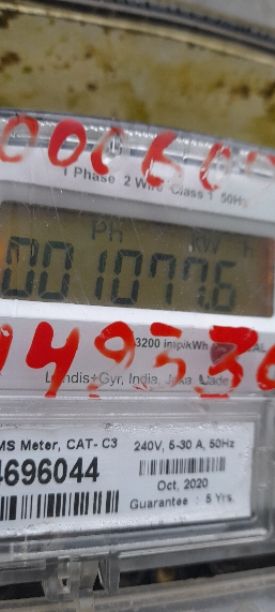 1 Phase 2 Wire Class 1 50Hz
Ph kW h
001077.6
3200 imp/kWh
Landis+Gyr, India,
MS Meter, CAT- C3
4696044
240V, 5-30 A, 50Hz
Oct. 2020
Guarantee : 5 Yrs.